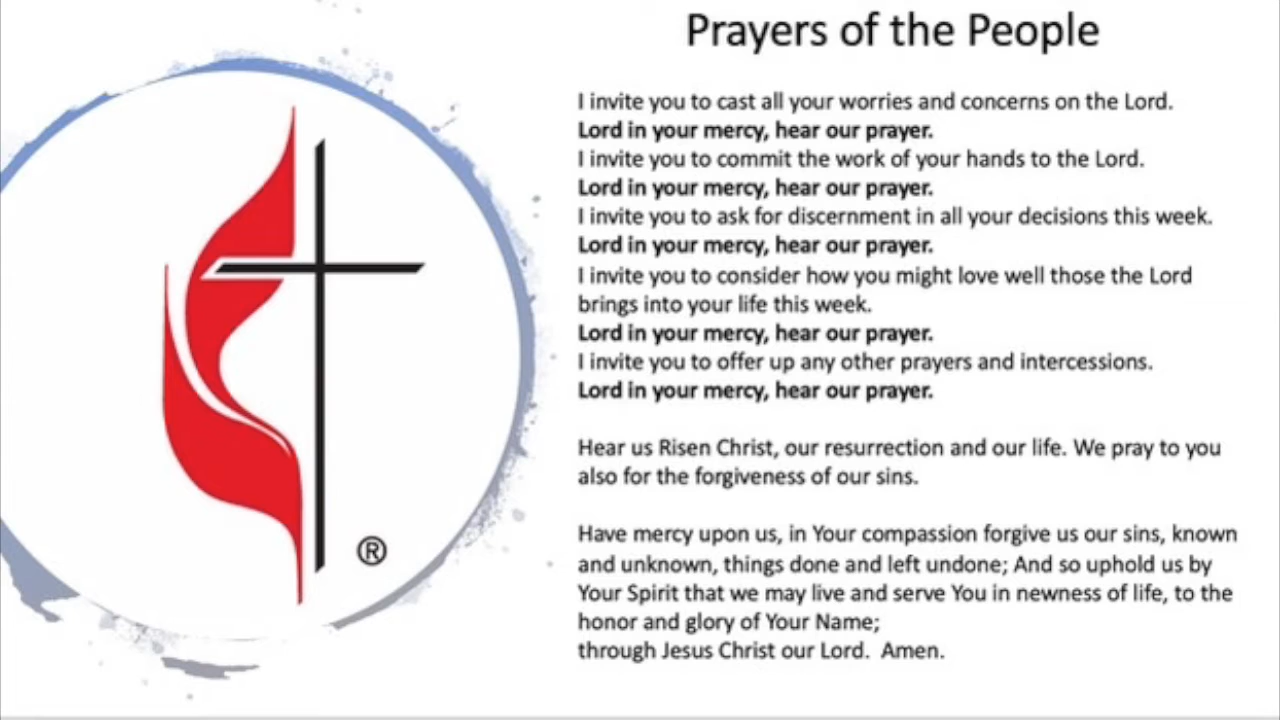 Prayers of the People
I invite you to cast all your worries and concerns on the Lord.
Lord in your mercy, hear our prayer.
I invite you to commit the work of your hands to the Lord.
Lord in your mercy, hear our prayer.
I invite you to ask for discernment in all your decisions this week.
Lord in your mercy, hear our prayer.
I invite you to consider how you might love well those the Lord
brings into your life this week.
Lord in your mercy, hear our prayer.
I invite you to offer up any other prayers and intercessions.
Lord in your mercy, hear our prayer.
Hear us Risen Christ, our resurrection and our life. We pray to you
also for the forgiveness of our sins.
Have mercy upon us, in Your compassion forgive us our sins, known
and unknown, things done and left undone; And so uphold us by
Your Spirit that we may live and serve You in newness of life, to the
honor and glory of Your Name;
through Jesus Christ our Lord.  Amen.
®